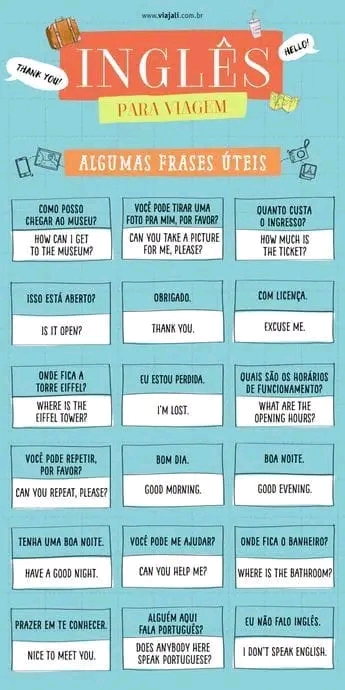 www.viajali.com.br
THANK YOU!
HELLO!
INGLÊS
PARA VIAGEM
ALGUMAS FRASES ÚTEIS
COMO POSSO
CHEGAR AO MUSEU?
HOW CAN I GET
TO THE MUSEUM?
VOCÊ PODE TIRAR UMA
FOTO PRA MIM, POR FAVOR?
CAN YOU TAKE A PICTURE
FOR ME, PLEASE?
QUANTO CUSTA
O INGRESSO?
HOW MUCH IS
THE TICKET?
ISSO ESTÁ ABERTO?
IS IT OPEN?
OBRIGADO.
THANK YOU.
COM LICENÇA.
EXCUSE ME.
ONDE FICA A
TORRE EIFFEL?
WHERE IS THE
EIFFEL TOWER?
EU ESTOU PERDIDA.
I'M LOST.
QUAIS SÃO OS HORÁRIOS
DE FUNCIONAMENTO?
WHAT ARE THE
OPENING HOURS?
VOCÊ PODE REPETIR,
POR FAVOR?
CAN YOU REPEAT, PLEASE?
BOM DIA.
GOOD MORNING.
BOA NOITE.
GOOD EVENING.
TENHA UMA BOA NOITE.
HAVE A GOOD NIGHT.
VOCÊ PODE ME AJUDAR?
CAN YOU HELP ME?
ONDE FICA O BANHEIRO?
WHERE IS THE BATHROOM?
PRAZER EM TE CONHECER.
NICE TO MEET YOU.
ALGUÉM AQUI
FALA PORTUGUÊS?
DOES ANYBODY HERE
SPEAK PORTUGUESE?
EU NÃO FALO INGLÊS.
I DON'T SPEAK ENGLISH.